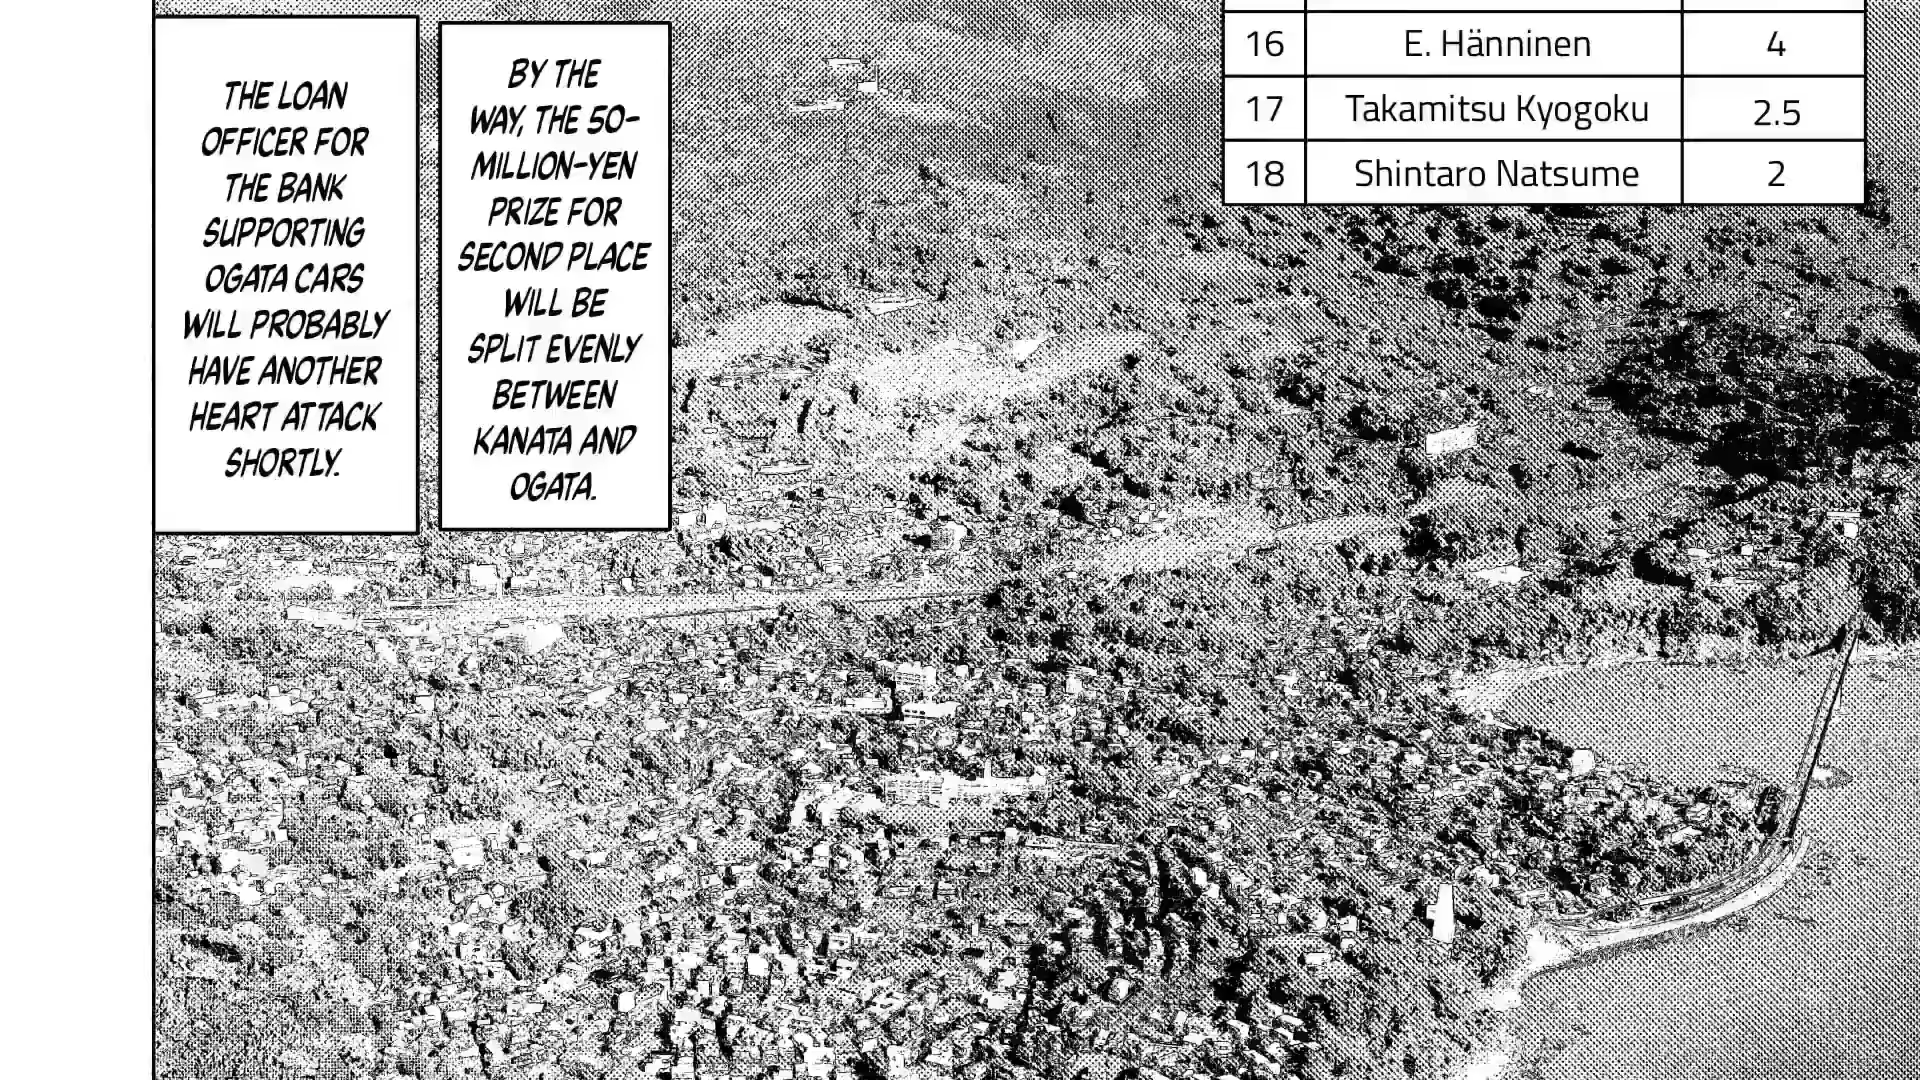 16 E. Hänninen 4
17 Takamitsu Kyogoku 2.5
18 Shintaro Natsume 2
BY THE
WAY, THE 50-
MILLION-YEN
PRIZE FOR
SECOND PLACE
WILL BE
SPLIT EVENLY
BETWEEN
KANATA AND
OGATA.
THE LOAN
OFFICER FOR
THE BANK
SUPPORTING
OGATA CARS
WILL PROBABLY
HAVE ANOTHER
HEART ATTACK
SHORTLY.